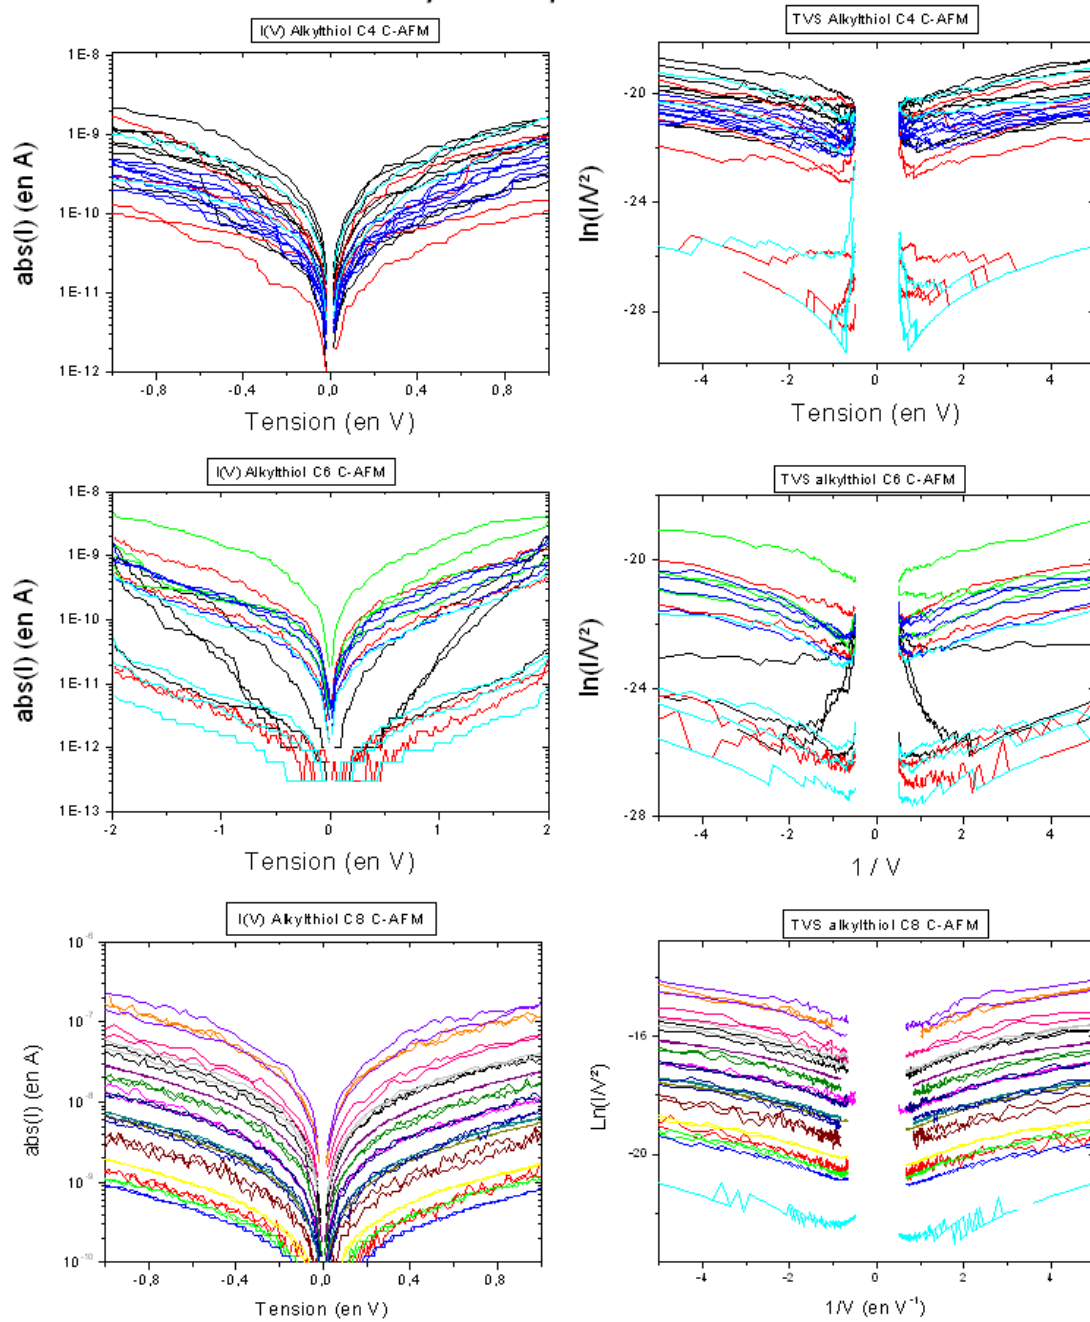 I(V) Alkylthiol C4 C-AFM
TVS Alkylthiol C4 C-AFM
1E-8
1E-9
1E-10
1E-11
1E-12
abs(I) (en A)
-0,8
-0,4
0,0
0,4
0,8
Tension (en V)
-20
-24
-28
ln(I/V²)
-4
-2
0
2
4
Tension (en V)
I(V) Alkylthiol C6 C-AFM
TVS alkylthiol C6 C-AFM
1E-8
1E-9
1E-10
1E-11
1E-12
1E-13
abs(I) (en A)
-2
-1
0
1
2
Tension (en V)
-20
-24
-28
ln(I/V²)
-4
-2
0
2
4
1 / V
I(V) Alkylthiol C8 C-AFM
TVS alkylthiol C8 C-AFM
10⁻⁶
10⁻⁷
10⁻⁸
10⁻⁹
10⁻¹⁰
abs(I) (en A)
-0,8
-0,4
0,0
0,4
0,8
Tension (en V)
-16
-20
Ln(I/V²)
-4
-2
0
2
4
1/V (en V⁻¹)